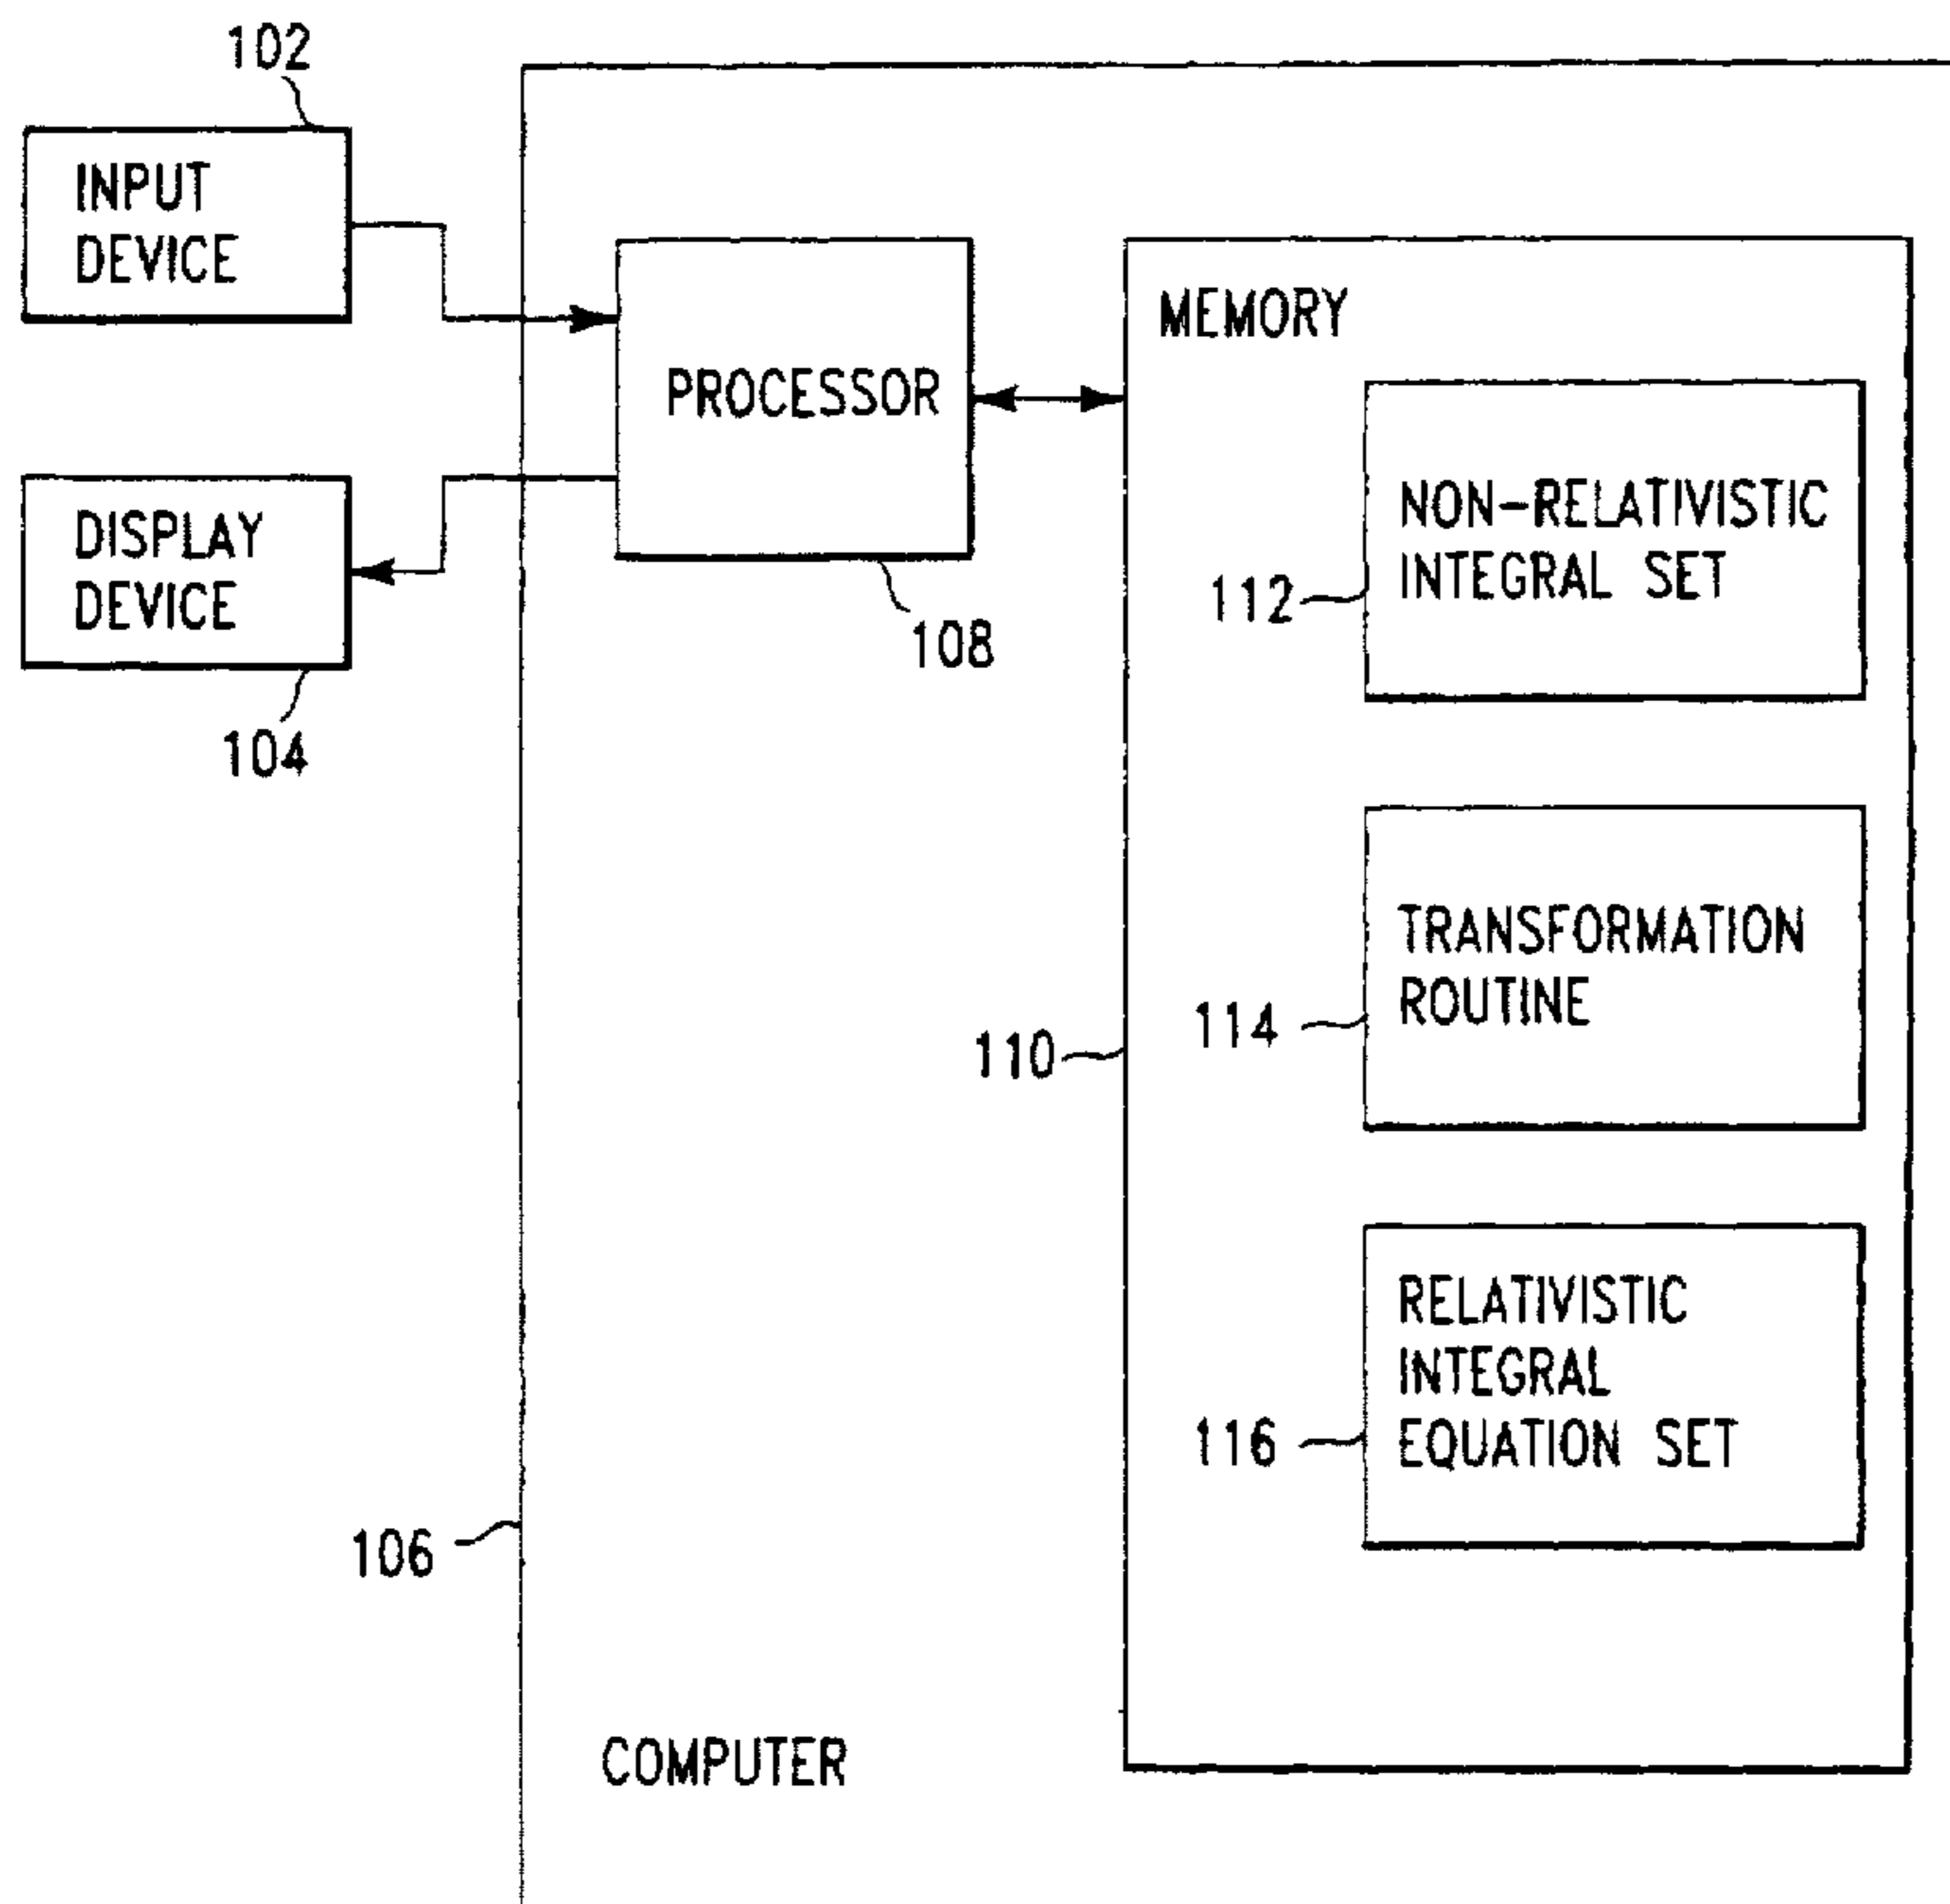 102
INPUT
DEVICE
DISPLAY
DEVICE
104
PROCESSOR
108
MEMORY
NON-RELATIVISTIC
INTEGRAL SET
112
TRANSFORMATION
ROUTINE
114
110
RELATIVISTIC
INTEGRAL
EQUATION SET
116
106
COMPUTER